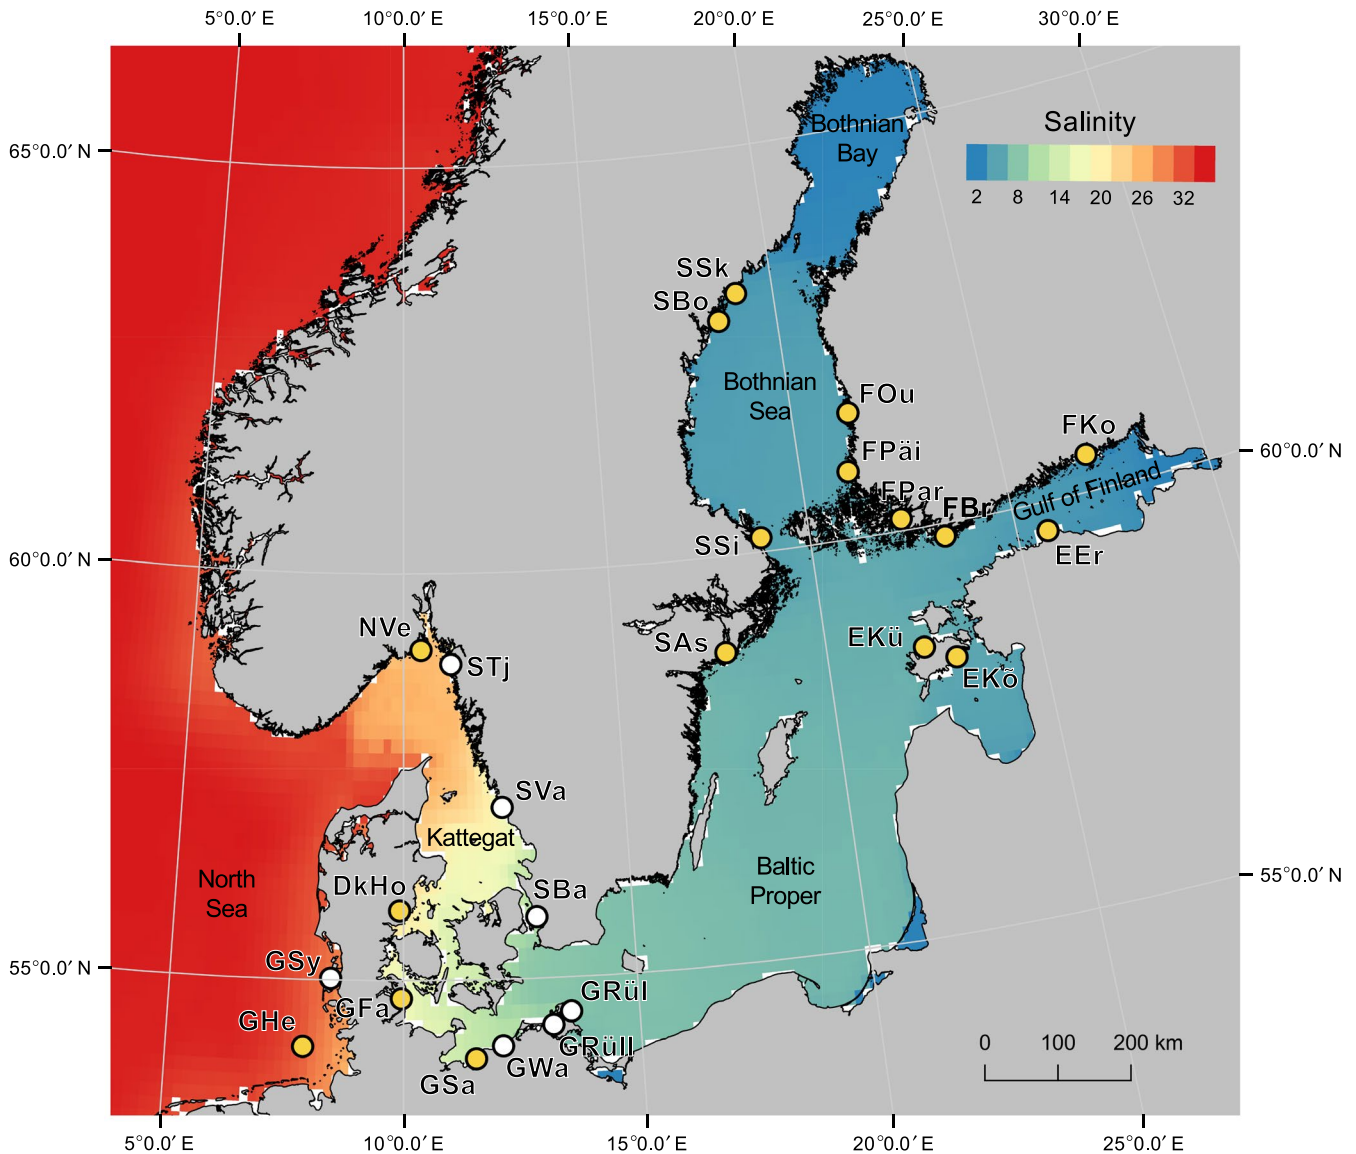 5°0.0′ E
10°0.0′ E
15°0.0′ E
20°0.0′ E
25°0.0′ E
30°0.0′ E
65°0.0′ N
Bothnian
Bay
Salinity
2
8
14
20
26
32
SSk
SBo
Bothnian
Sea
FOu
FPäi
FKo
60°0.0′ N
FPar
FBr
Gulf of Finland
SSi
EEr
60°0.0′ N
NVe
STj
SAs
EKü
EKõ
SVa
Kattegat
North
Sea
DkHo
SBa
Baltic
Proper
55°0.0′ N
55°0.0′ N
GSy
GFa
GHe
GRüI
GRüII
GWa
GSa
0
100
200 km
5°0.0′ E
10°0.0′ E
15°0.0′ E
20°0.0′ E
25°0.0′ E